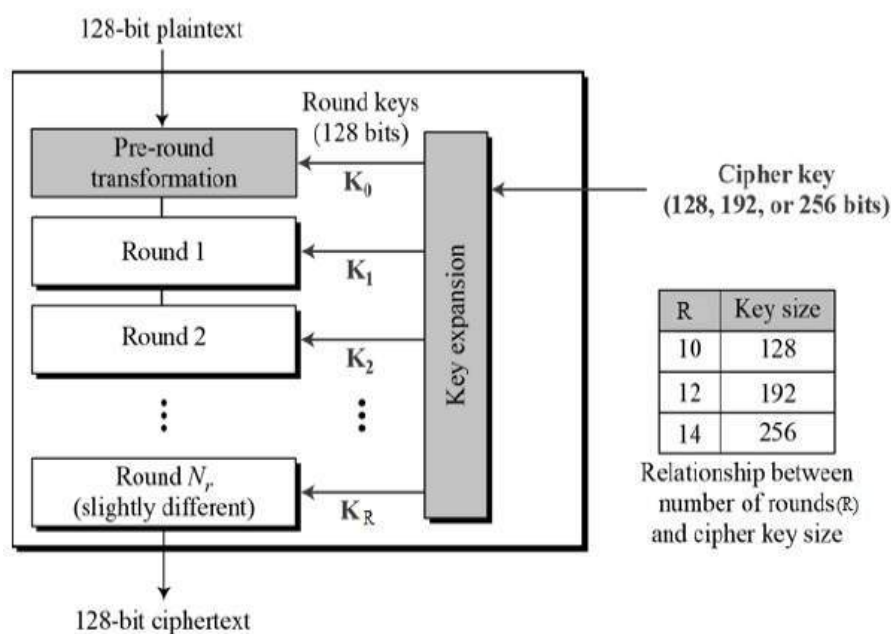 128-bit plaintext
Round keys
(128 bits)
Pre-round
transformation
K0
Cipher key
(128, 192, or 256 bits)
Round 1
K1
Round 2
K2
Key expansion
R Key size
10 128
12 192
14 256
Relationship between
number of rounds(R)
and cipher key size
Round Nr
(slightly different)
KR
128-bit ciphertext